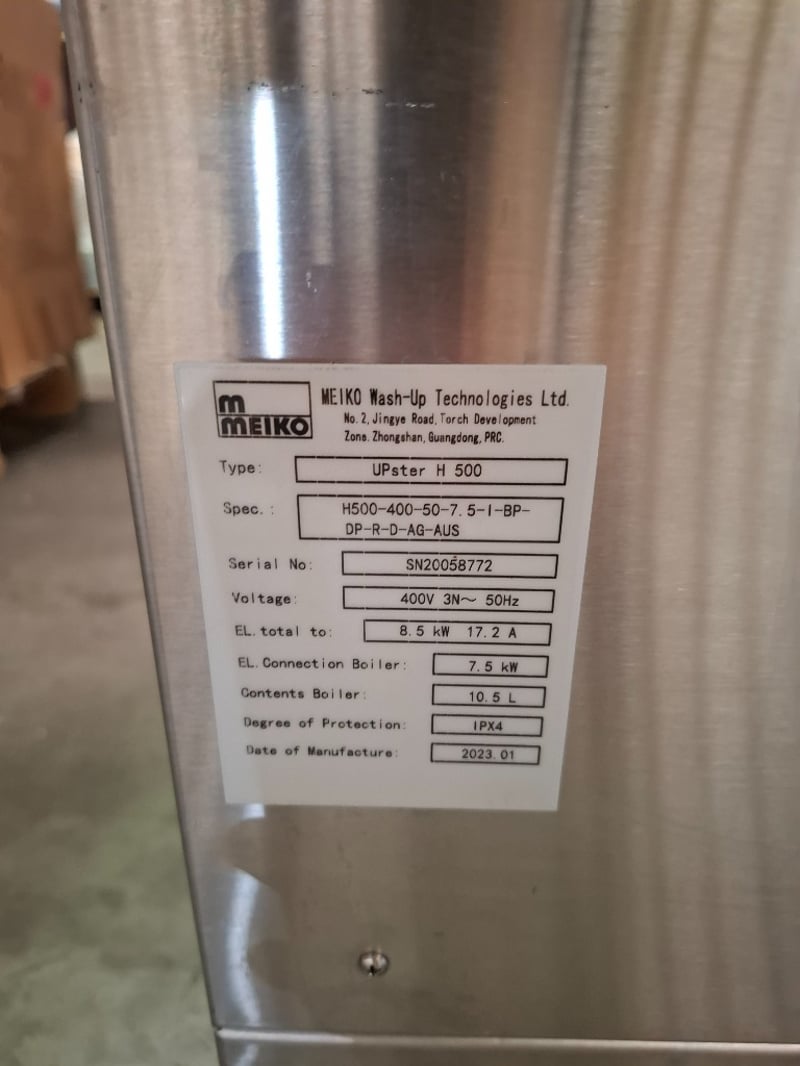 m
MEIKO
MEIKO Wash-Up Technologies Ltd.
No.2, Jingye Road, Torch Development
Zone. Zhongshan, Guangdong, PRC.
Type: UPster H 500
Spec.: H500-400-50-7.5-I-BP-
DP-R-D-AG-AUS
Serial No: SN20058772
Voltage: 400V 3N~ 50Hz
EL.total to: 8.5 kW 17.2 A
EL.Connection Boiler: 7.5 kW
Contents Boiler: 10.5 L
Degree of Protection: IPX4
Date of Manufacture: 2023.01